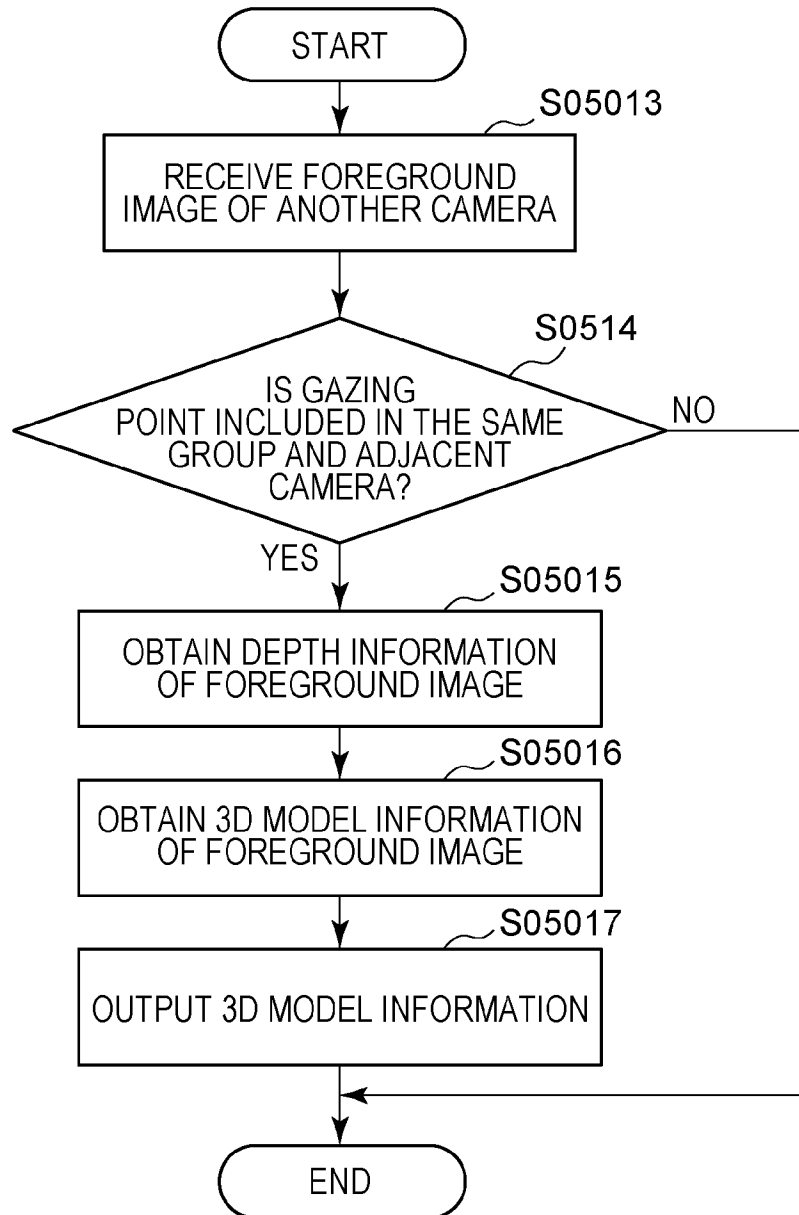 START
S05013
RECEIVE FOREGROUND
IMAGE OF ANOTHER CAMERA
S0514
IS GAZING
POINT INCLUDED IN THE SAME
GROUP AND ADJACENT
CAMERA?
NO
YES
S05015
OBTAIN DEPTH INFORMATION
OF FOREGROUND IMAGE
S05016
OBTAIN 3D MODEL INFORMATION
OF FOREGROUND IMAGE
S05017
OUTPUT 3D MODEL INFORMATION
END